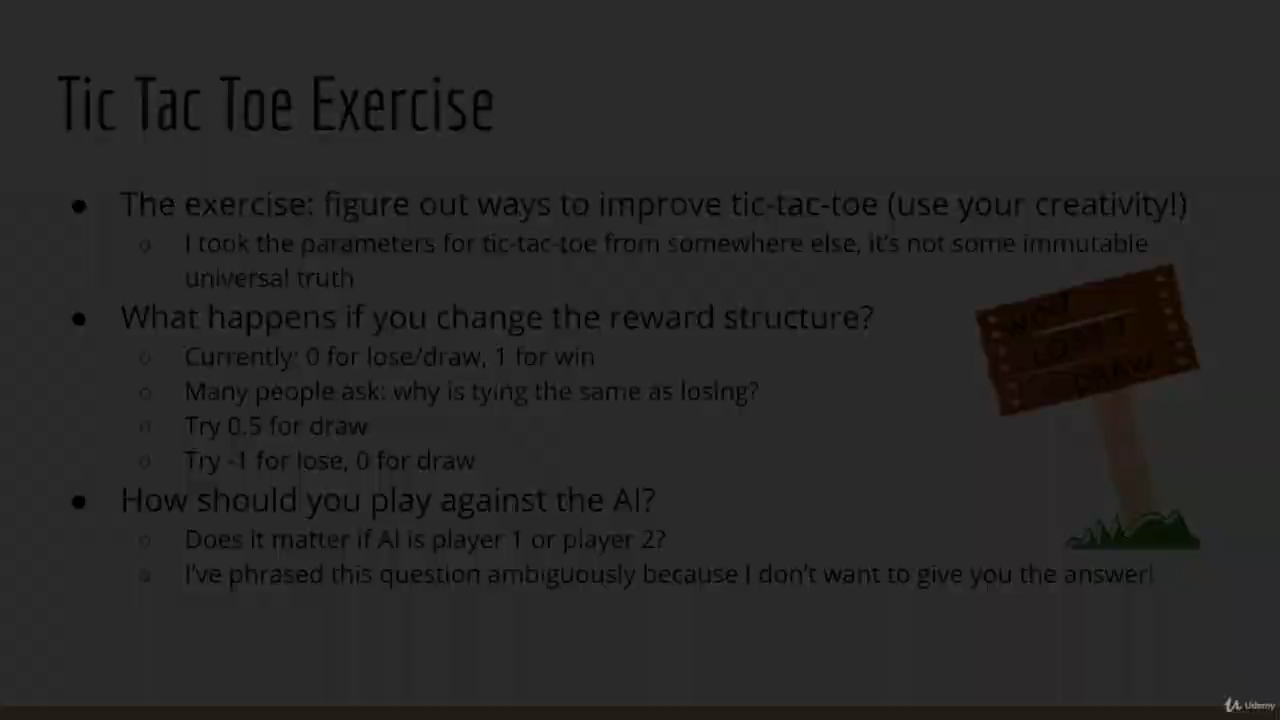 Tic Tac Toe Exercise
● The exercise: figure out ways to improve tic-tac-toe (use your creativity!)
○ I took the parameters for tic-tac-toe from somewhere else, it's not some immutable
universal truth
● What happens if you change the reward structure?
○ Currently: 0 for lose/draw, 1 for win
○ Many people ask: why is tying the same as losing?
○ Try 0.5 for draw
○ Try -1 for lose, 0 for draw
● How should you play against the AI?
○ Does it matter if AI is player 1 or player 2?
○ I've phrased this question ambiguously because I don't want to give you the answer!
DRAW
Udemy